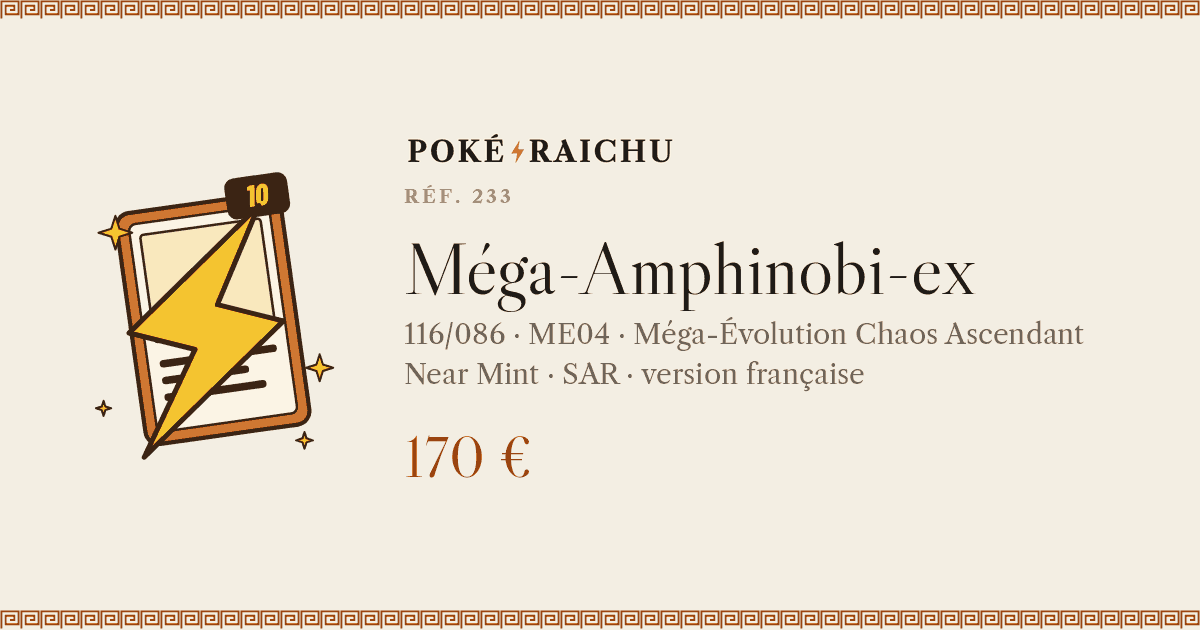 10
POKÉ RAICHU
RÉF. 233
Méga-Amphinobi-ex
116/086 · ME04 · Méga-Évolution Chaos Ascendant
Near Mint · SAR · version française
170 €